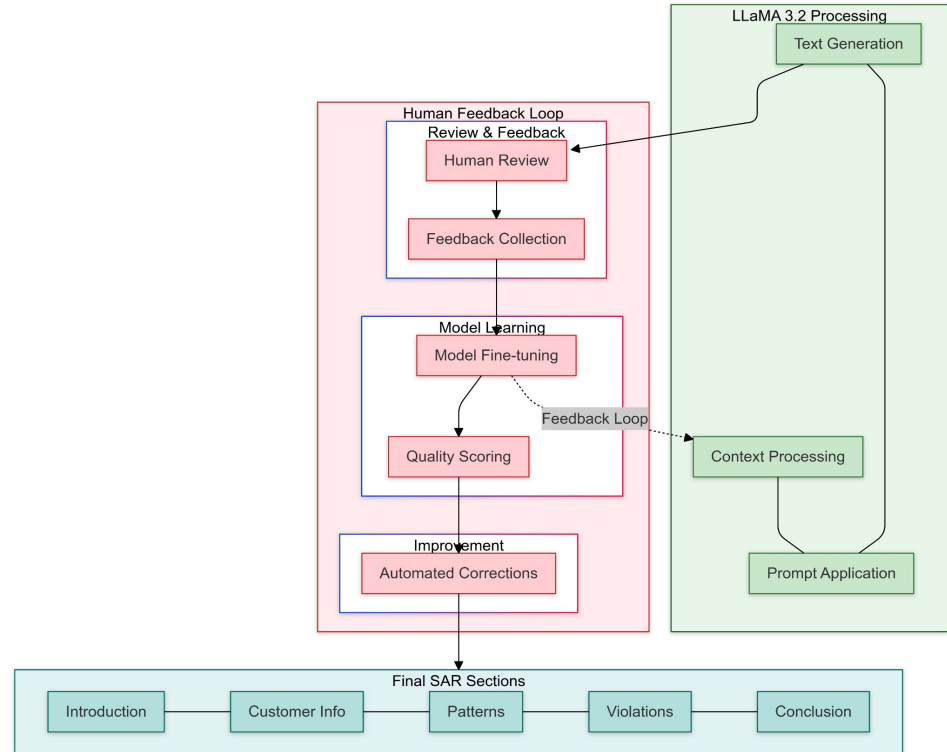 LLaMA 3.2 Processing
Text Generation
Human Feedback Loop
Review & Feedback
Human Review
Feedback Collection
Model Learning
Model Fine-tuning
Feedback Loop
Quality Scoring
Context Processing
Improvement
Automated Corrections
Prompt Application
Final SAR Sections
Introduction
Customer Info
Patterns
Violations
Conclusion